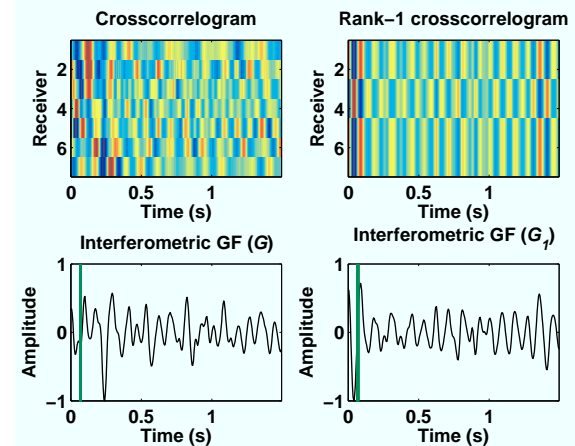 Crosscorrelogram
Receiver
2
4
6
0
0.5
1
Time (s)
Rank−1 crosscorrelogram
Receiver
2
4
6
0
0.5
1
Time (s)
Interferometric GF (G)
Amplitude
1
0
−1
0
0.5
1
Time (s)
Interferometric GF (G1)
Amplitude
1
0
−1
0
0.5
1
Time (s)